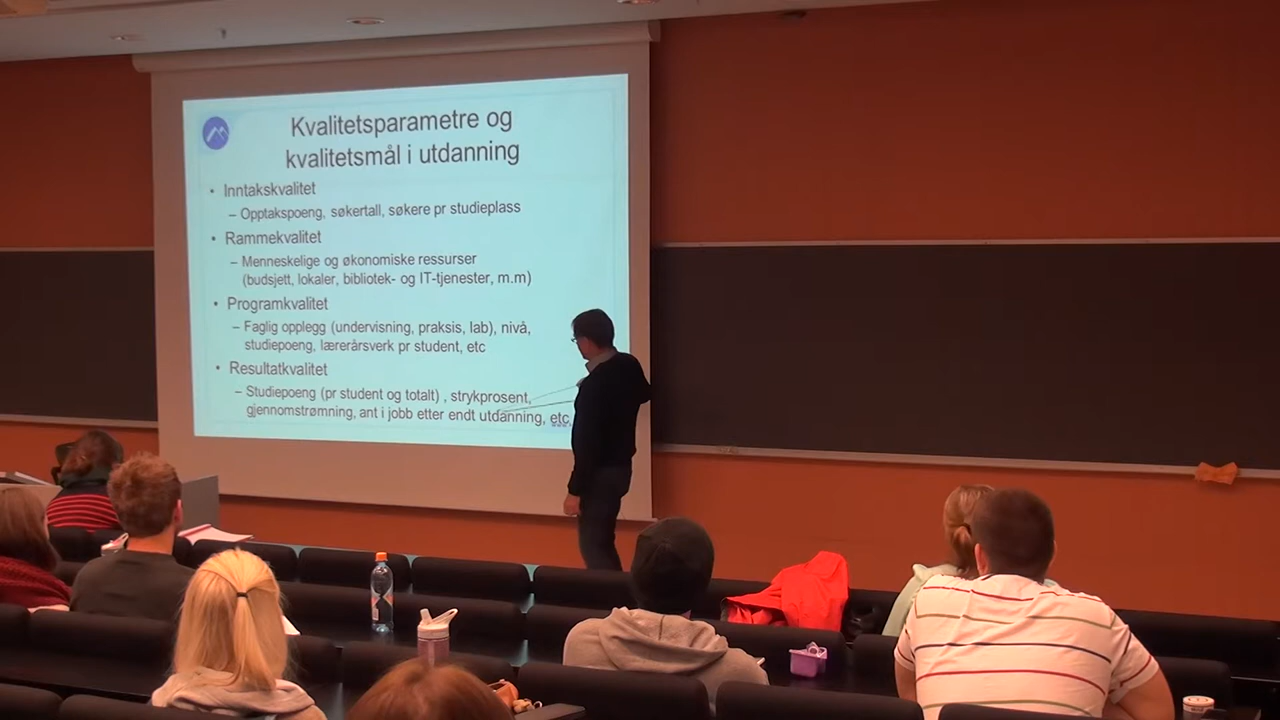 Kvalitetsparametre og
kvalitetsmål i utdanning
• Inntakskvalitet
– Opptakspoeng, søkertall, søkere pr studieplass
• Rammekvalitet
– Menneskelige og økonomiske ressurser
(budsjett, lokaler, bibliotek- og IT-tjenester, m.m)
• Programkvalitet
– Faglig opplegg (undervisning, praksis, lab), nivå,
studiepoeng, lærerårsverk pr student, etc
• Resultatkvalitet
– Studiepoeng (pr student og totalt) , strykprosent,
gjennomstrømning, ant i jobb etter endt utdanning, etc